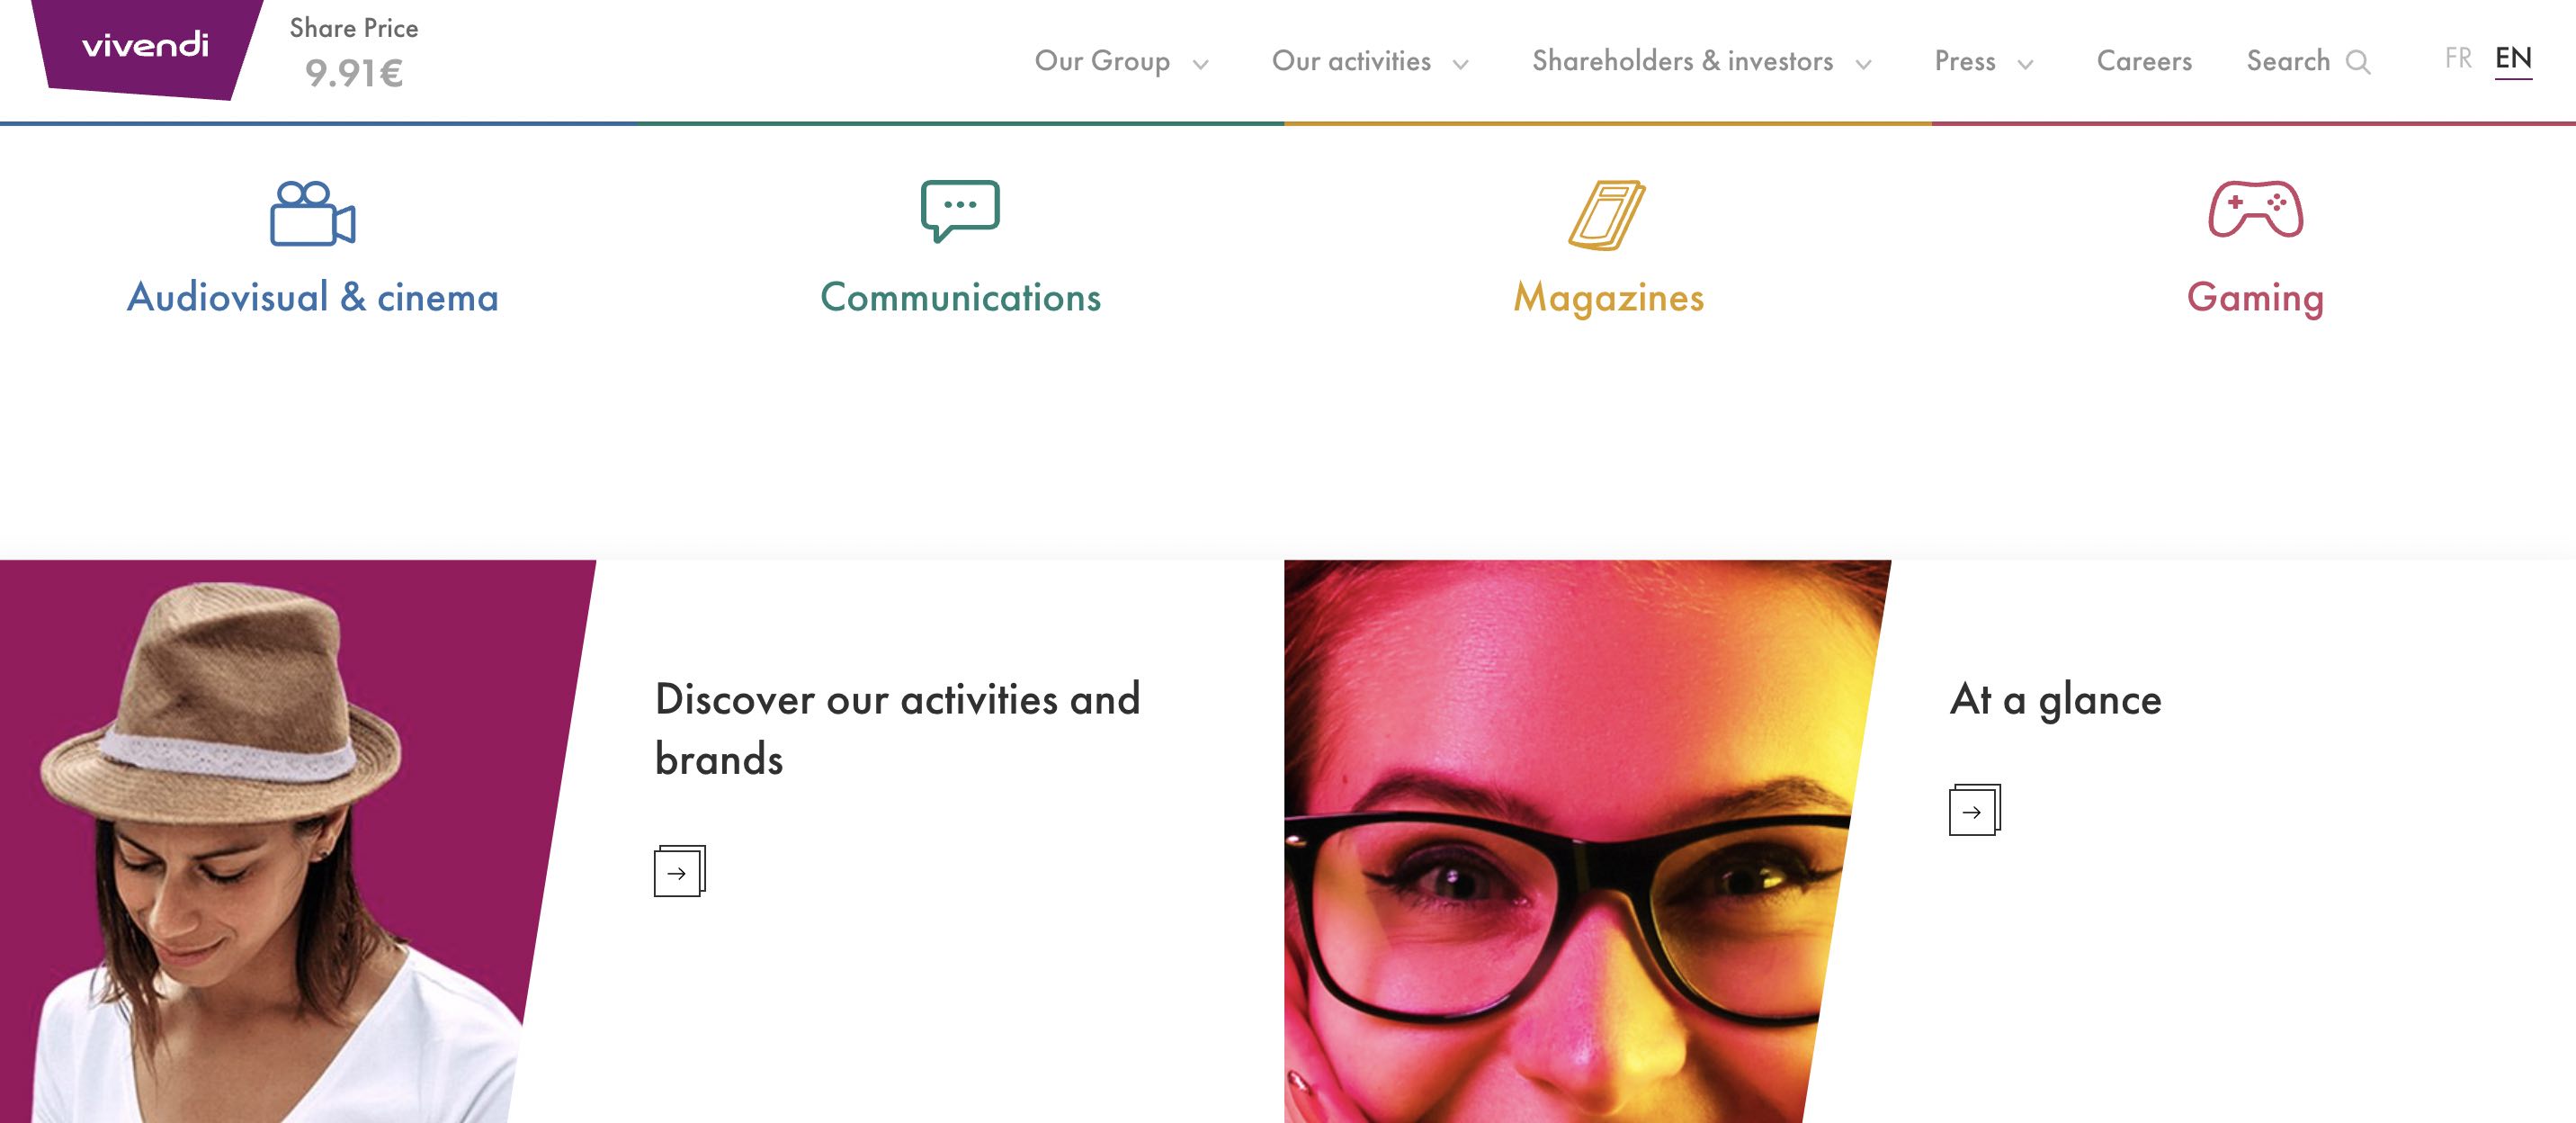 vivendi
Share Price
9.91€
Our Group
Our activities
Shareholders & investors
Press
Careers
Search
FR
EN
Audiovisual & cinema
Communications
Magazines
Gaming
Discover our activities and
brands
At a glance